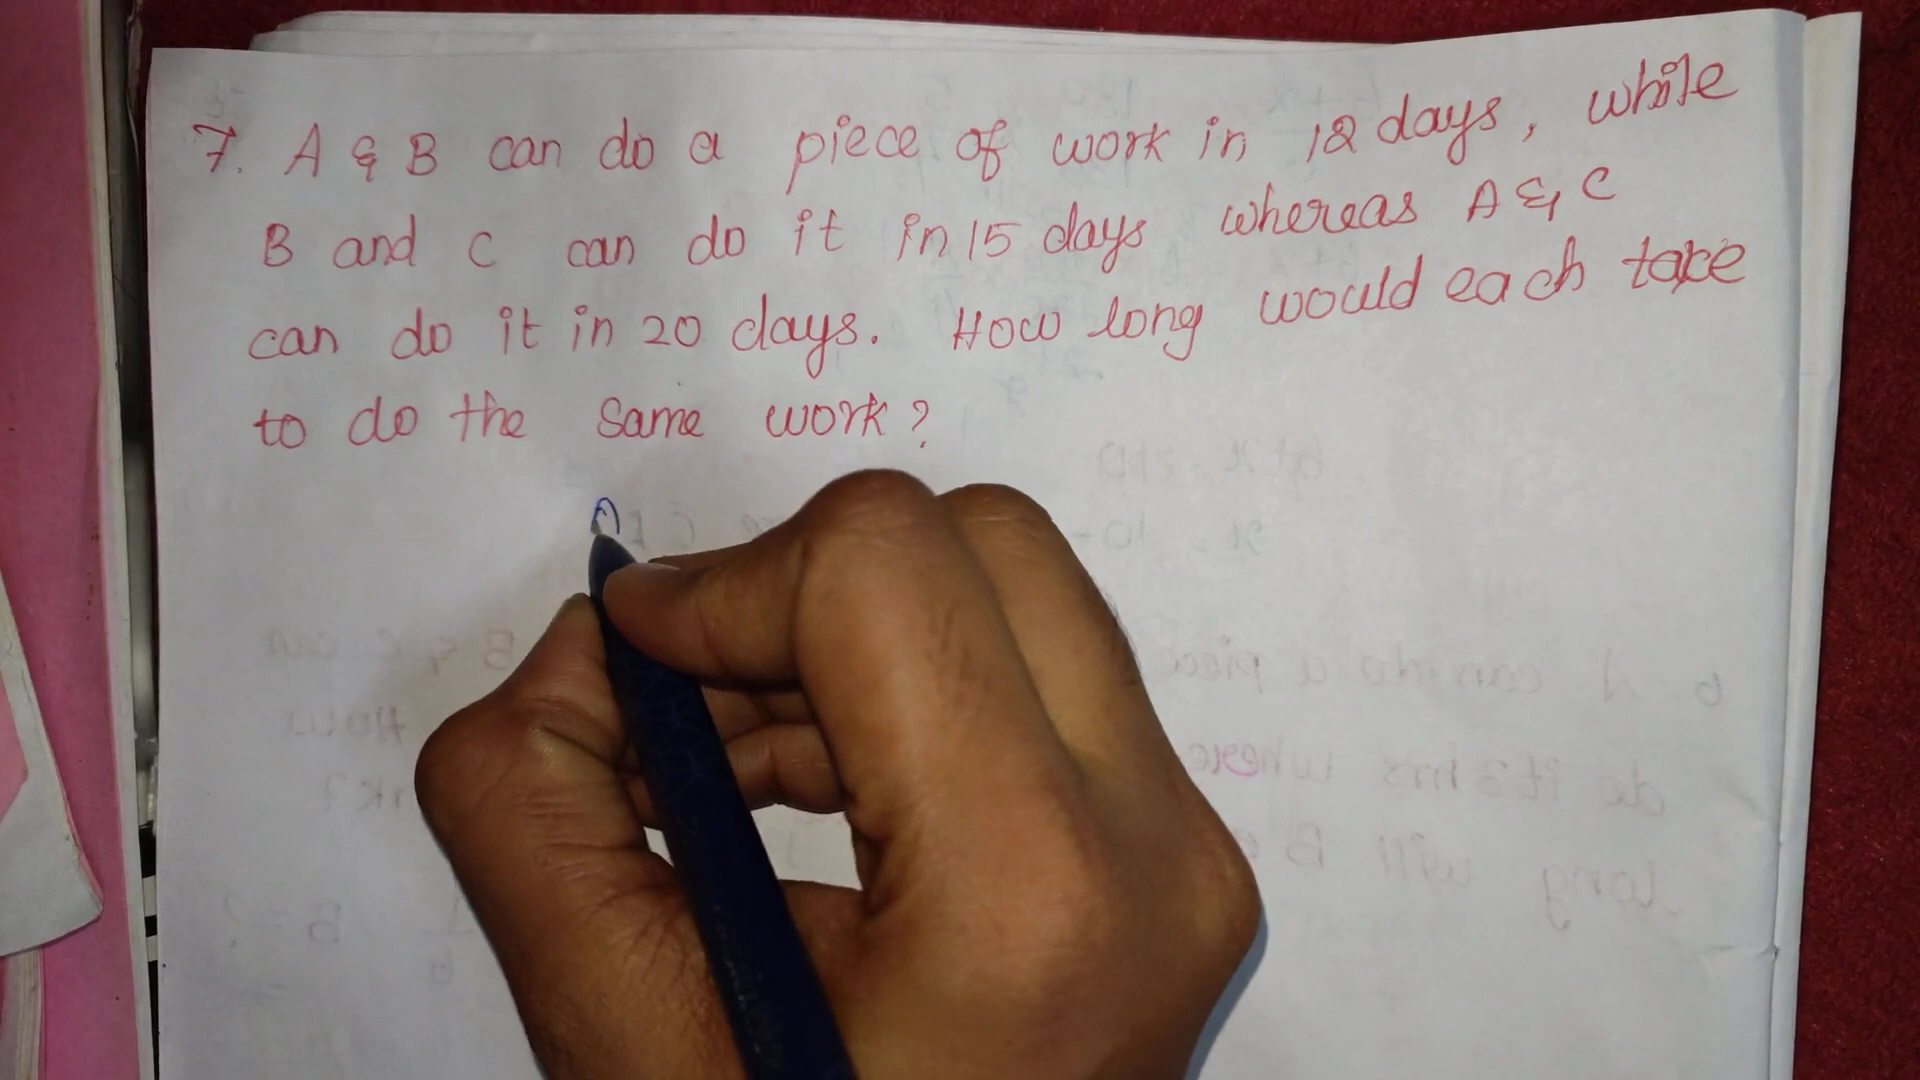 7. A & B can do a piece of work in 12 days, while
B and C can do it in 15 days whereas A & C
can do it in 20 days. How long would each take
to do the same work?